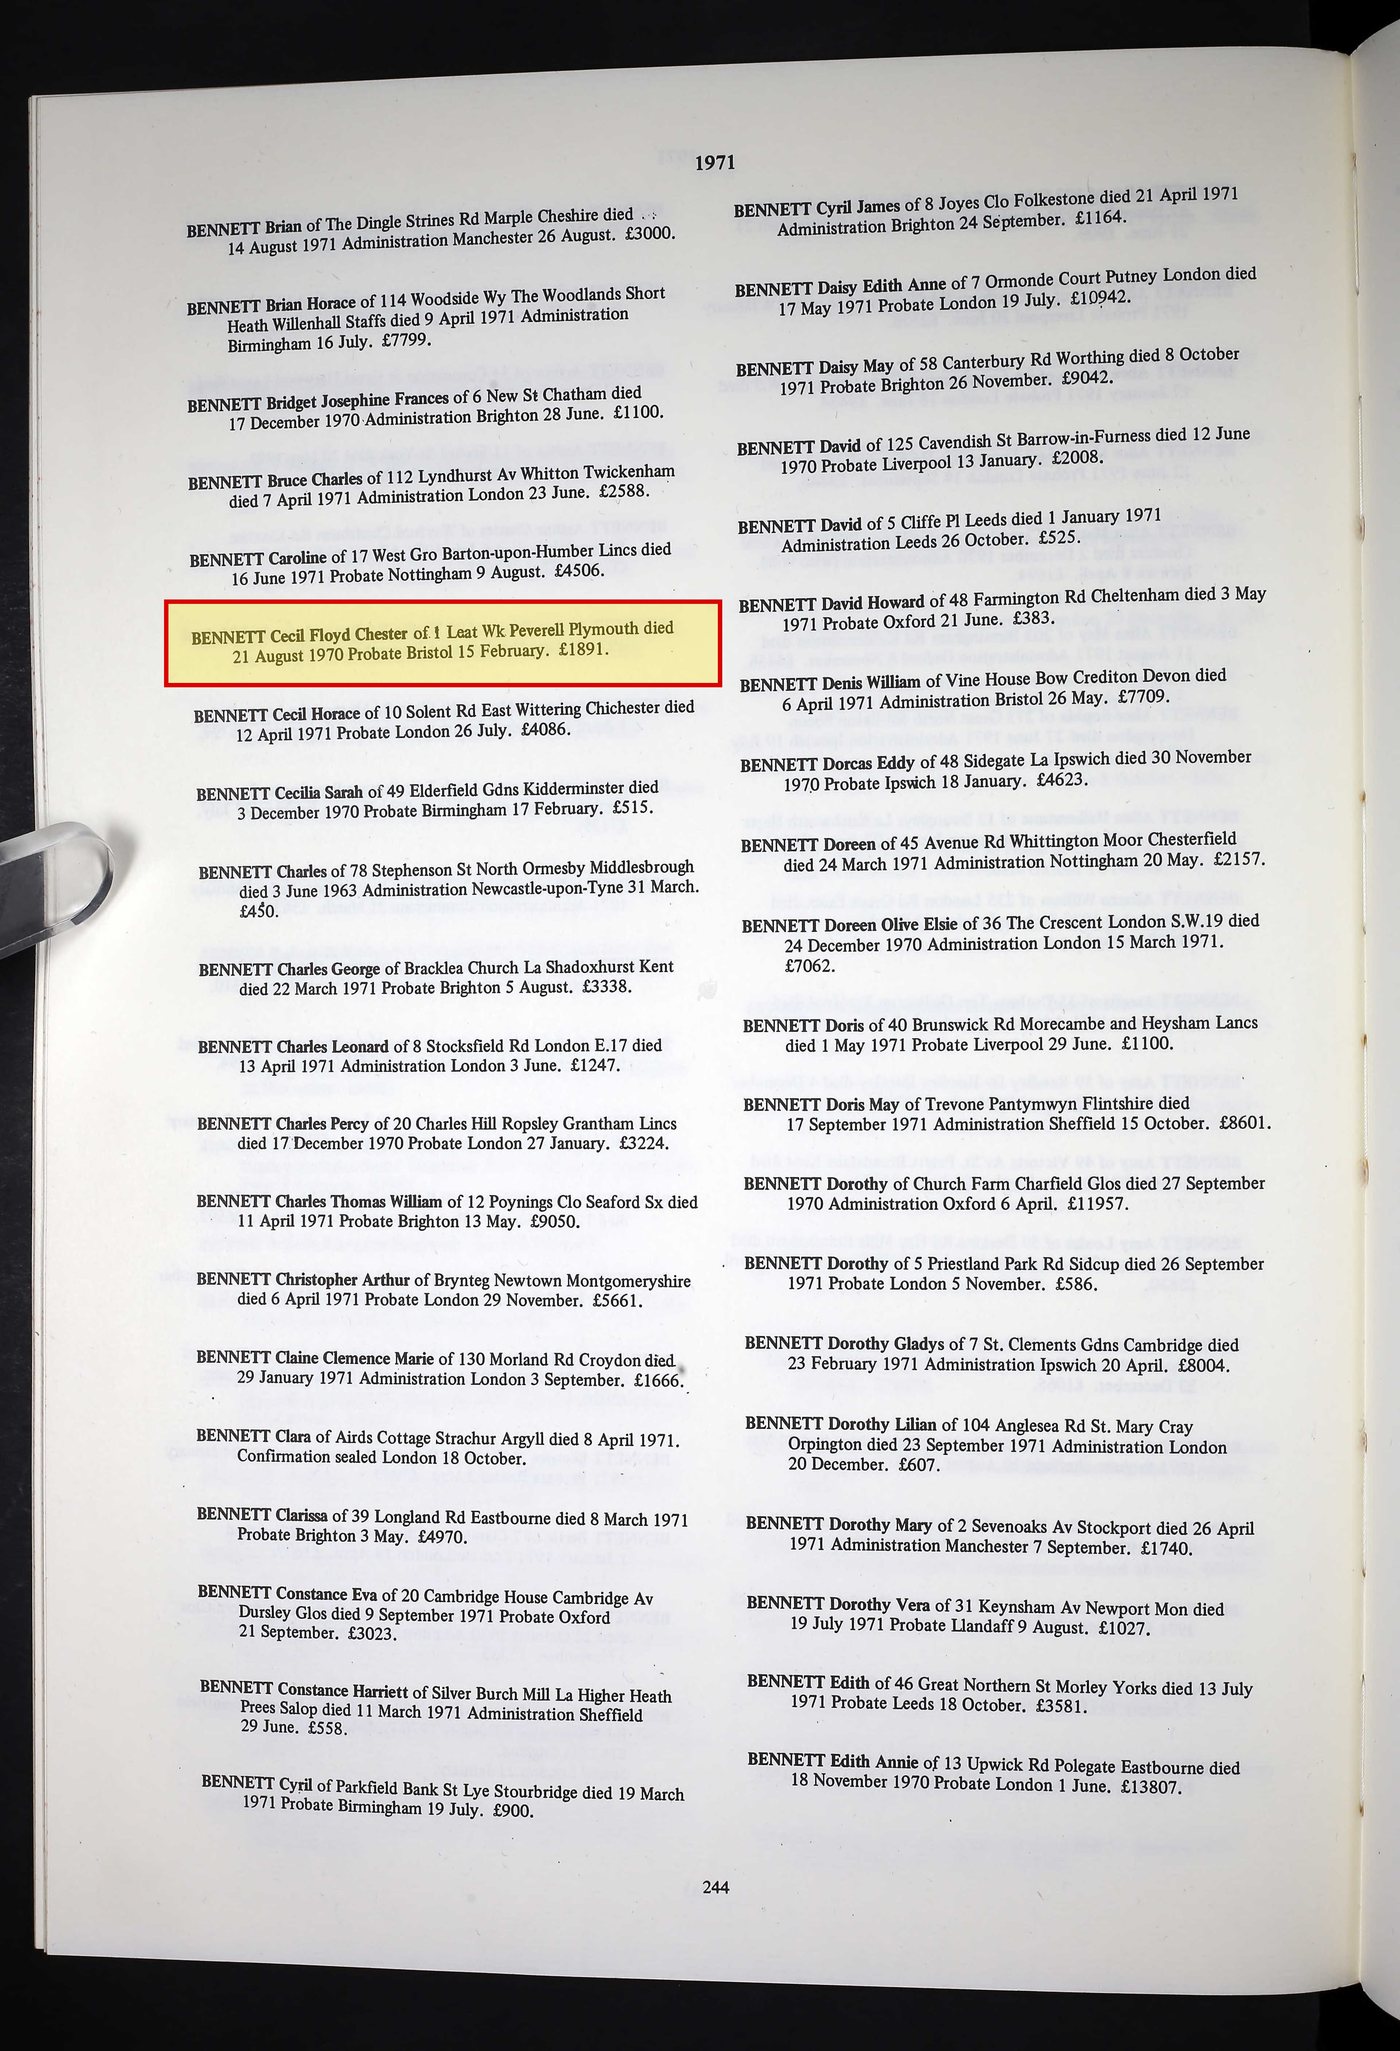 1971
BENNETT Brian of The Dingle Strines Rd Marple Cheshire died
14 August 1971 Administration Manchester 26 August. £3000.
BENNETT Brian Horace of 114 Woodside Wy The Woodlands Short
Heath Willenhall Staffs died 9 April 1971 Administration
Birmingham 16 July. £7799.
BENNETT Bridget Josephine Frances of 6 New St Chatham died
17 December 1970 Administration Brighton 28 June. £1100.
BENNETT Bruce Charles of 112 Lyndhurst Av Whitton Twickenham
died 7 April 1971 Administration London 23 June. £2588.
BENNETT Caroline of 17 West Gro Barton-upon-Humber Lincs died
16 June 1971 Probate Nottingham 9 August. £4506.
BENNETT Cecil Floyd Chester of 1 Leat Wk Peverell Plymouth died
21 August 1970 Probate Bristol 15 February. £1891.
BENNETT Cecil Horace of 10 Solent Rd East Wittering Chichester died
12 April 1971 Probate London 26 July. £4086.
BENNETT Cecilia Sarah of 49 Elderfield Gdns Kidderminster died
3 December 1970 Probate Birmingham 17 February. £515.
BENNETT Charles of 78 Stephenson St North Ormesby Middlesbrough
died 3 June 1963 Administration Newcastle-upon-Tyne 31 March.
£450.
BENNETT Charles George of Bracklea Church La Shadoxhurst Kent
died 22 March 1971 Probate Brighton 5 August. £3338.
BENNETT Charles Leonard of 8 Stocksfield Rd London E.17 died
13 April 1971 Administration London 3 June. £1247.
BENNETT Charles Percy of 20 Charles Hill Ropsley Grantham Lincs
died 17 December 1970 Probate London 27 January. £3224.
BENNETT Charles Thomas William of 12 Poynings Clo Seaford Sx died
11 April 1971 Probate Brighton 13 May. £9050.
BENNETT Christopher Arthur of Brynteg Newtown Montgomeryshire
died 6 April 1971 Probate London 29 November. £5661.
BENNETT Claine Clemence Marie of 130 Morland Rd Croydon died
29 January 1971 Administration London 3 September. £1666.
BENNETT Clara of Airds Cottage Strachur Argyll died 8 April 1971.
Confirmation sealed London 18 October.
BENNETT Clarissa of 39 Longland Rd Eastbourne died 8 March 1971
Probate Brighton 3 May. £4970.
BENNETT Constance Eva of 20 Cambridge House Cambridge Av
Dursley Glos died 9 September 1971 Probate Oxford
21 September. £3023.
BENNETT Constance Harriett of Silver Burch Mill La Higher Heath
Prees Salop died 11 March 1971 Administration Sheffield
29 June. £558.
BENNETT Cyril of Parkfield Bank St Lye Stourbridge died 19 March
1971 Probate Birmingham 19 July. £900.
BENNETT Cyril James of 8 Joyes Clo Folkestone died 21 April 1971
Administration Brighton 24 September. £1164.
BENNETT Daisy Edith Anne of 7 Ormonde Court Putney London died
17 May 1971 Probate London 19 July. £10942.
BENNETT Daisy May of 58 Canterbury Rd Worthing died 8 October
1971 Probate Brighton 26 November. £9042.
BENNETT David of 125 Cavendish St Barrow-in-Furness died 12 June
1970 Probate Liverpool 13 January. £2008.
BENNETT David of 5 Cliffe Pl Leeds died 1 January 1971
Administration Leeds 26 October. £525.
BENNETT David Howard of 48 Farmington Rd Cheltenham died 3 May
1971 Probate Oxford 21 June. £383.
BENNETT Denis William of Vine House Bow Crediton Devon died
6 April 1971 Administration Bristol 26 May. £7709.
BENNETT Dorcas Eddy of 48 Sidegate La Ipswich died 30 November
1970 Probate Ipswich 18 January. £4623.
BENNETT Doreen of 45 Avenue Rd Whittington Moor Chesterfield
died 24 March 1971 Administration Nottingham 20 May. £2157.
BENNETT Doreen Olive Elsie of 36 The Crescent London S.W.19 died
24 December 1970 Administration London 15 March 1971.
£7062.
BENNETT Doris of 40 Brunswick Rd Morecambe and Heysham Lancs
died 1 May 1971 Probate Liverpool 29 June. £1100.
BENNETT Doris May of Trevone Pantymwyn Flintshire died
17 September 1971 Administration Sheffield 15 October. £8601.
BENNETT Dorothy of Church Farm Charfield Glos died 27 September
1970 Administration Oxford 6 April. £11957.
BENNETT Dorothy of 5 Priestland Park Rd Sidcup died 26 September
1971 Probate London 5 November. £586.
BENNETT Dorothy Gladys of 7 St. Clements Gdns Cambridge died
23 February 1971 Administration Ipswich 20 April. £8004.
BENNETT Dorothy Lilian of 104 Anglesea Rd St. Mary Cray
Orpington died 23 September 1971 Administration London
20 December. £607.
BENNETT Dorothy Mary of 2 Sevenoaks Av Stockport died 26 April
1971 Administration Manchester 7 September. £1740.
BENNETT Dorothy Vera of 31 Keynsham Av Newport Mon died
19 July 1971 Probate Llandaff 9 August. £1027.
BENNETT Edith of 46 Great Northern St Morley Yorks died 13 July
1971 Probate Leeds 18 October. £3581.
BENNETT Edith Annie of 13 Upwick Rd Polegate Eastbourne died
18 November 1970 Probate London 1 June. £13807.
244